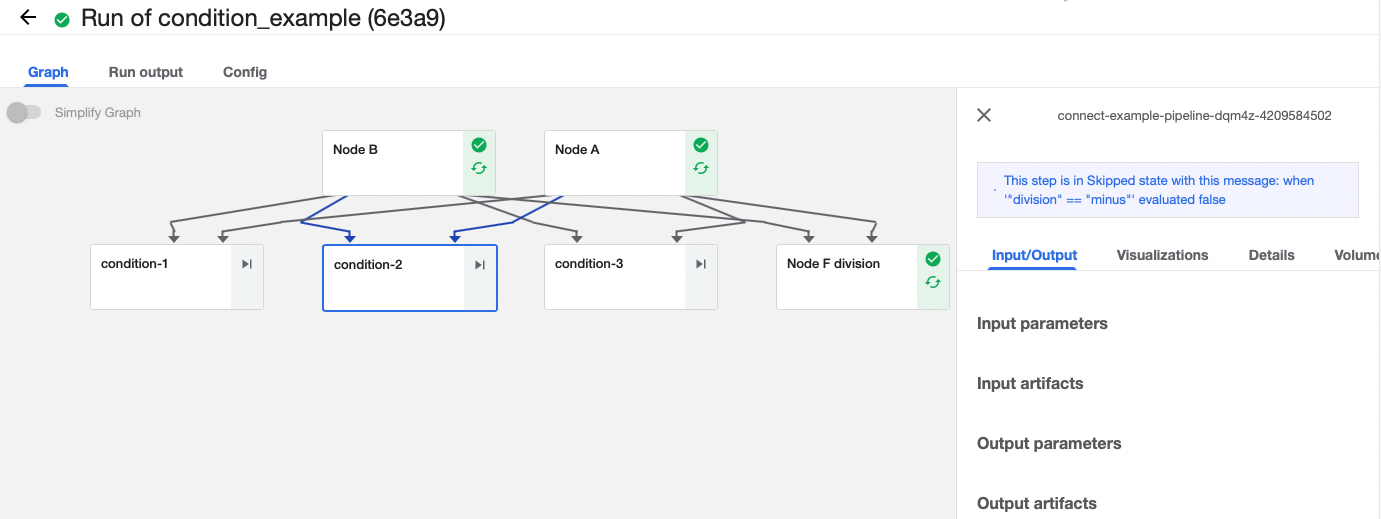 Run of condition_example (6e3a9)
Graph
Run output
Config
Simplify Graph
Node B
Node A
condition-1
condition-2
condition-3
Node F division
connect-example-pipeline-dqm4z-4209584502
This step is in Skipped state with this message: when
'"division" == "minus"' evaluated false
Input/Output
Visualizations
Details
Volume
Input parameters
Input artifacts
Output parameters
Output artifacts